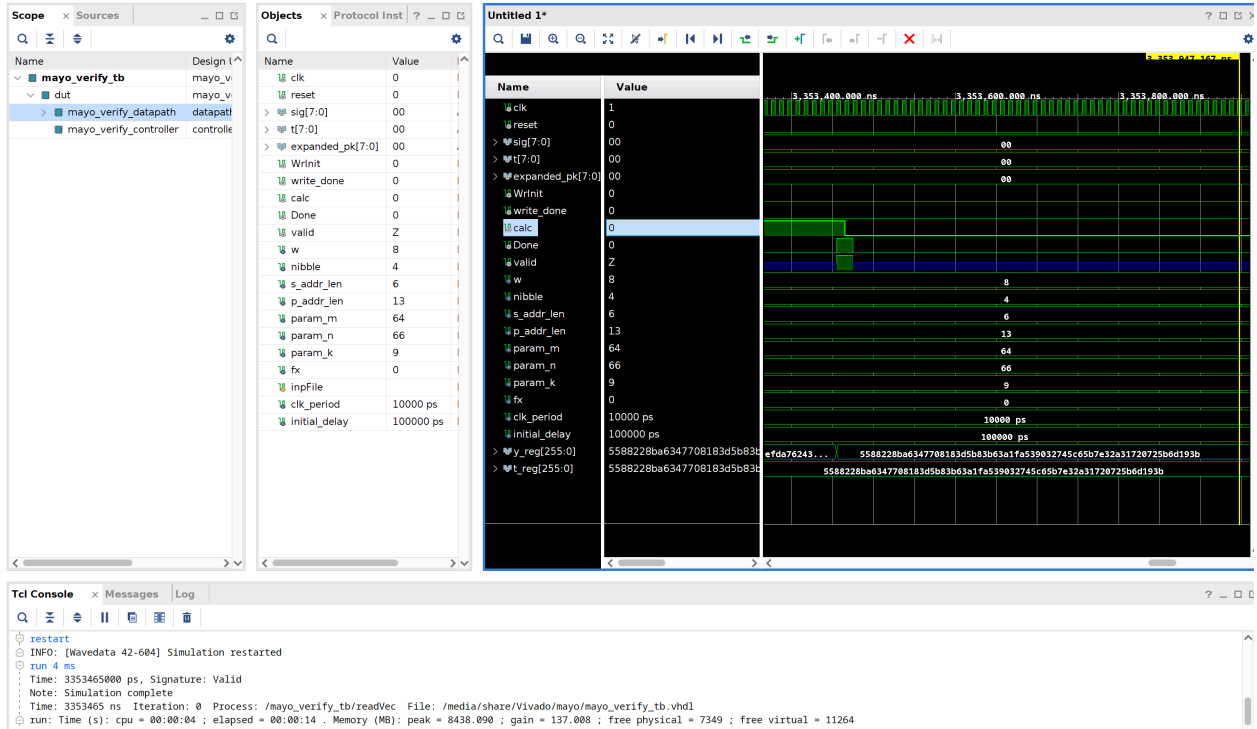 Scope × Sources
Name Design U
mayo_verify_tb mayo_v
dut mayo_v
mayo_verify_datapath datapath
mayo_verify_controller controlle
Objects × Protocol Inst ?
Name Value
clk 0
reset 0
sig[7:0] 00
t[7:0] 00
expanded_pk[7:0] 00
WrInit 0
write_done 0
calc 0
Done 0
valid Z
w 8
nibble 4
s_addr_len 6
p_addr_len 13
param_m 64
param_n 66
param_k 9
fx 0
inpFile
clk_period 10000 ps
initial_delay 100000 ps
Untitled 1*
Name Value
clk 1
reset 0
sig[7:0] 00
t[7:0] 00
expanded_pk[7:0] 00
WrInit 0
write_done 0
calc 0
Done 0
valid Z
w 8
nibble 4
s_addr_len 6
p_addr_len 13
param_m 64
param_n 66
param_k 9
fx 0
clk_period 10000 ps
initial_delay 100000 ps
y_reg[255:0] 5588228ba6347708183d5b83b
t_reg[255:0] 5588228ba6347708183d5b83b
3,353,947.167 ns
3,353,400.000 ns 3,353,600.000 ns 3,353,800.000 ns
00
00
00
8
4
6
13
64
66
9
0
10000 ps
100000 ps
efda76243... 5588228ba6347708183d5b83b63a1fa539032745c65b7e32a31720725b6d193b
5588228ba6347708183d5b83b63a1fa539032745c65b7e32a31720725b6d193b
Tcl Console × Messages Log
restart
INFO: [Wavedata 42-604] Simulation restarted
run 4 ms
Time: 3353465000 ps, Signature: Valid
Note: Simulation complete
Time: 3353465 ns Iteration: 0 Process: /mayo_verify_tb/readVec File: /media/share/Vivado/mayo/mayo_verify_tb.vhdl
run: Time (s): cpu = 00:00:04 ; elapsed = 00:00:14 . Memory (MB): peak = 8438.090 ; gain = 137.008 ; free physical = 7349 ; free virtual = 11264